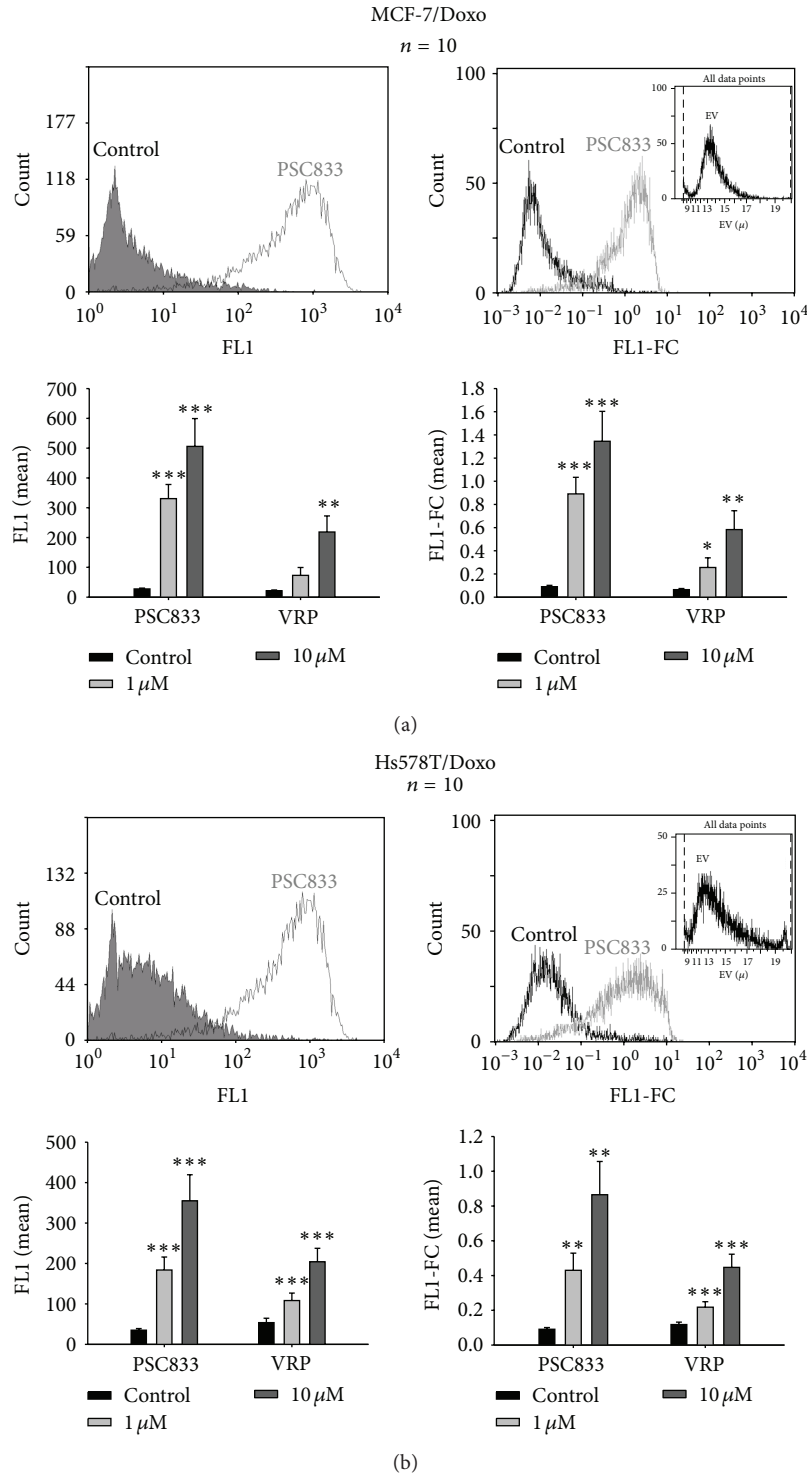 MCF-7/Doxo
n = 10
177
118
59
0
Count
Control
PSC833
10^0 10^1 10^2 10^3 10^4
FL1
100
50
0
Count
Control
PSC833
10^−3 10^−2 10^−1 10^0 10^1 10^2 10^3 10^4
FL1-FC
All data points
100
50
0
EV
9 11 13 15 17 19
EV (μ)
700
600
500
400
300
200
100
0
FL1 (mean)
***
***
**
PSC833 VRP
Control 10 μM
1 μM
1.8
1.6
1.4
1.2
1.0
0.8
0.6
0.4
0.2
0.0
FL1-FC (mean)
***
***
*
**
PSC833 VRP
Control 10 μM
1 μM
(a)
Hs578T/Doxo
n = 10
132
88
44
0
Count
Control
PSC833
10^0 10^1 10^2 10^3 10^4
FL1
100
50
0
Count
Control
PSC833
10^−3 10^−2 10^−1 10^0 10^1 10^2 10^3 10^4
FL1-FC
All data points
50
25
0
EV
9 11 13 15 17 19
EV (μ)
500
400
300
200
100
0
FL1 (mean)
***
***
***
***
PSC833 VRP
Control 10 μM
1 μM
1.2
1.0
0.8
0.6
0.4
0.2
0.0
FL1-FC (mean)
**
**
***
***
PSC833 VRP
Control 10 μM
1 μM
(b)